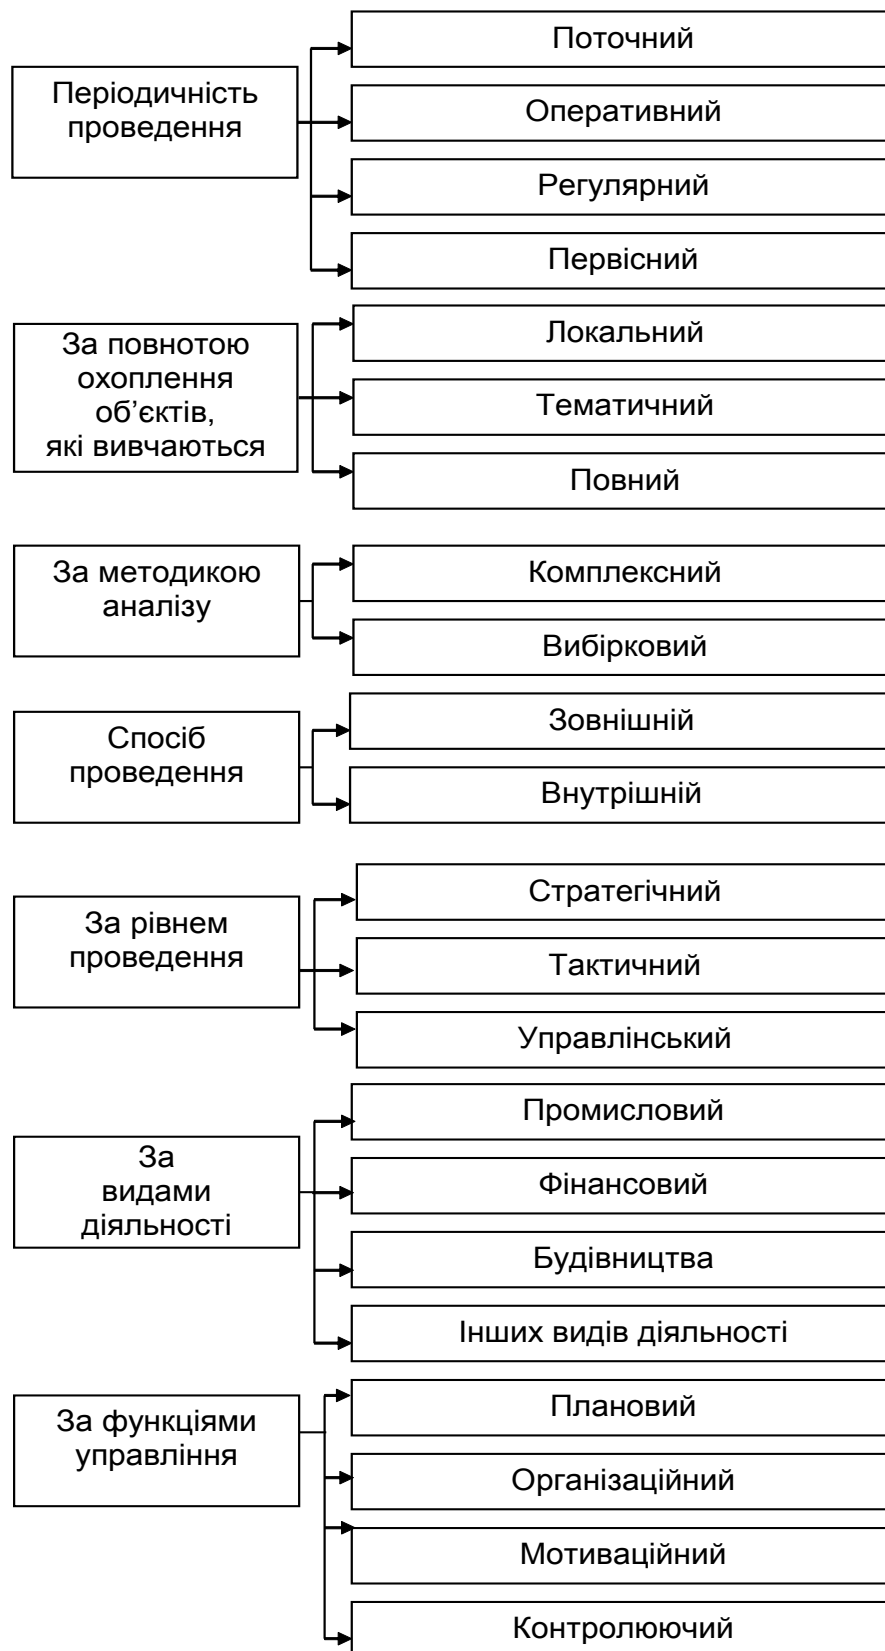 Періодичність
проведення
Поточний
Оперативний
Регулярний
Первісний
За повнотою
охоплення
об’єктів,
які вивчаються
Локальний
Тематичний
Повний
За методикою
аналізу
Комплексний
Вибірковий
Спосіб
проведення
Зовнішній
Внутрішній
За рівнем
проведення
Стратегічний
Тактичний
Управлінський
За
видами
діяльності
Промисловий
Фінансовий
Будівництва
Інших видів діяльності
За функціями
управління
Плановий
Організаційний
Мотиваційний
Контролюючий